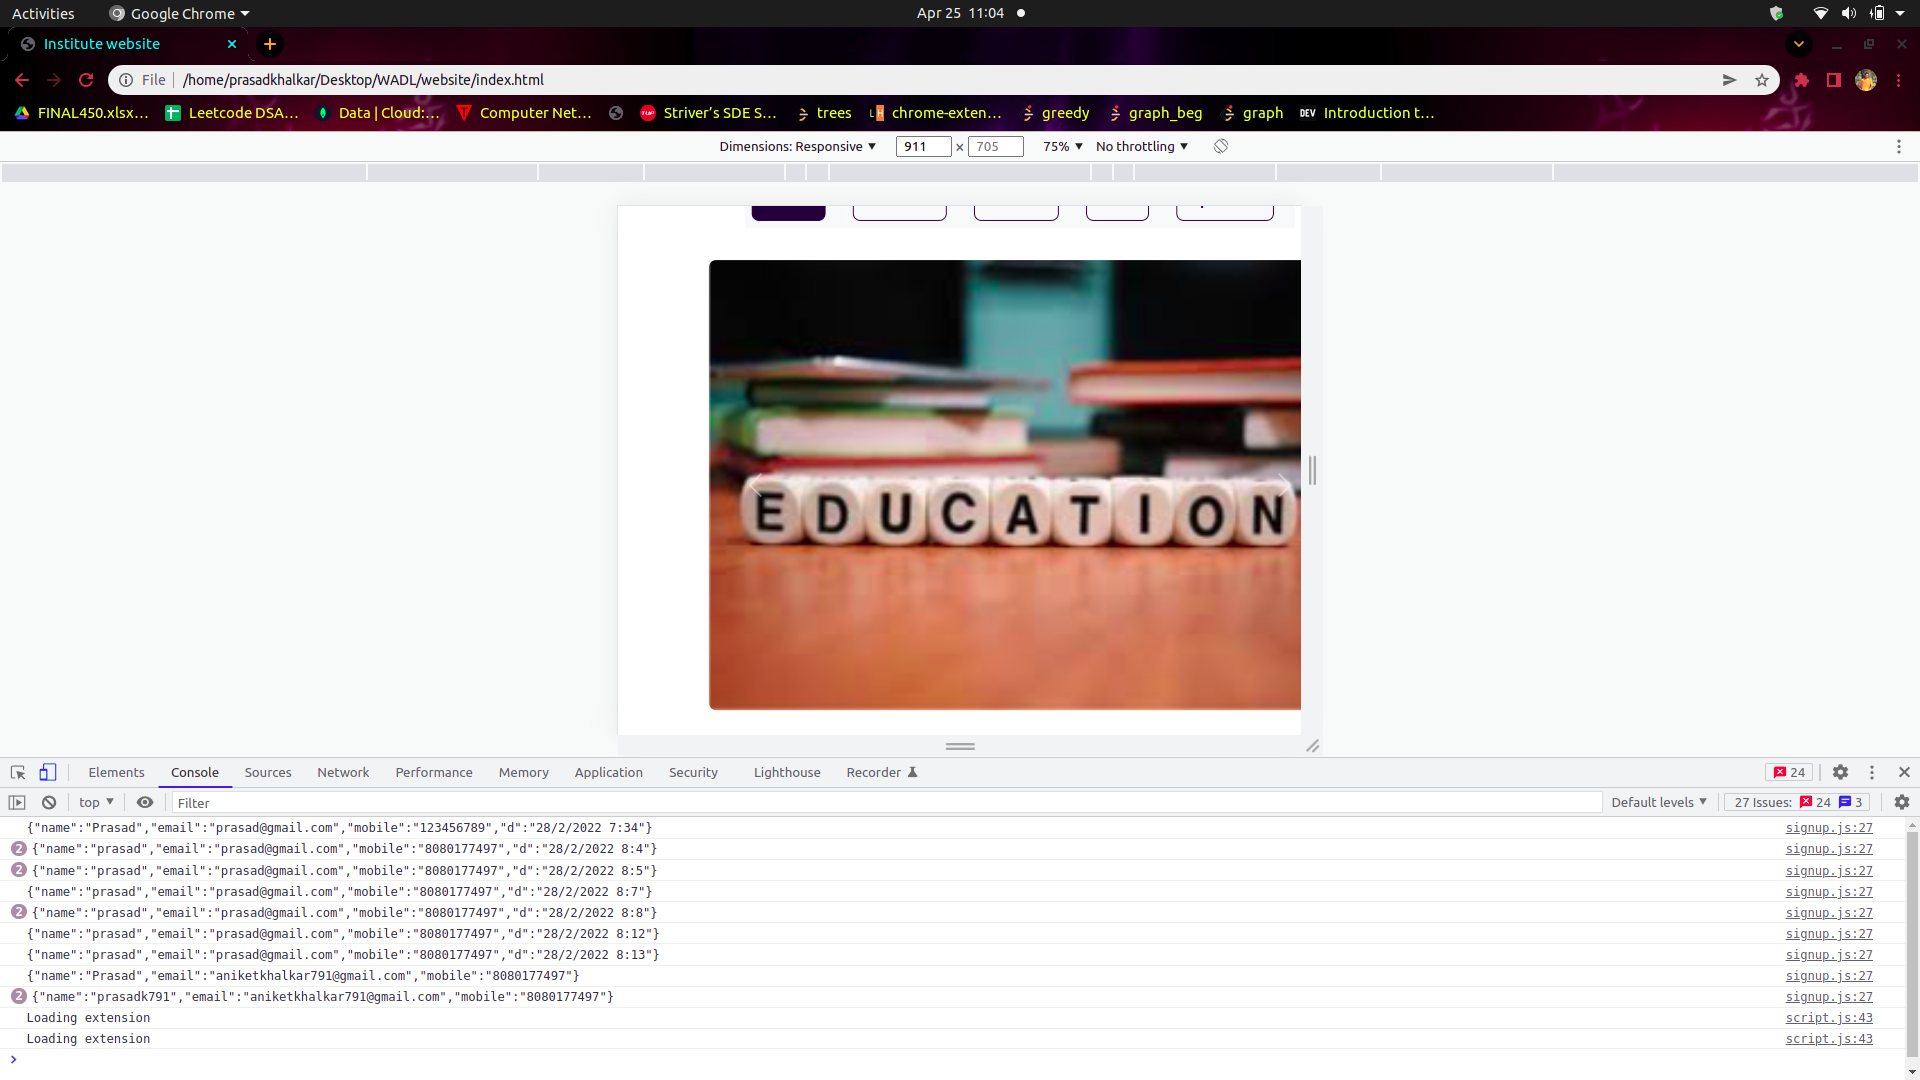 Activities Google Chrome Apr 25 11:04
Institute website
File /home/prasadkhalkar/Desktop/WADL/website/index.html
FINAL450.xlsx... Leetcode DSA... Data | Cloud:... Computer Net... Striver's SDE S... trees chrome-exten... greedy graph_beg graph DEV Introduction t...
Dimensions: Responsive 911 x 705 75% No throttling
EDUCATION
Elements Console Sources Network Performance Memory Application Security Lighthouse Recorder 24
top Filter Default levels 27 Issues: 24 3
{"name":"Prasad","email":"prasad@gmail.com","mobile":"123456789","d":"28/2/2022 7:34"} signup.js:27
2 {"name":"prasad","email":"prasad@gmail.com","mobile":"8080177497","d":"28/2/2022 8:4"} signup.js:27
2 {"name":"prasad","email":"prasad@gmail.com","mobile":"8080177497","d":"28/2/2022 8:5"} signup.js:27
{"name":"prasad","email":"prasad@gmail.com","mobile":"8080177497","d":"28/2/2022 8:7"} signup.js:27
2 {"name":"prasad","email":"prasad@gmail.com","mobile":"8080177497","d":"28/2/2022 8:8"} signup.js:27
{"name":"prasad","email":"prasad@gmail.com","mobile":"8080177497","d":"28/2/2022 8:12"} signup.js:27
{"name":"prasad","email":"prasad@gmail.com","mobile":"8080177497","d":"28/2/2022 8:13"} signup.js:27
{"name":"Prasad","email":"aniketkhalkar791@gmail.com","mobile":"8080177497"} signup.js:27
2 {"name":"prasadk791","email":"aniketkhalkar791@gmail.com","mobile":"8080177497"} signup.js:27
Loading extension script.js:43
Loading extension script.js:43